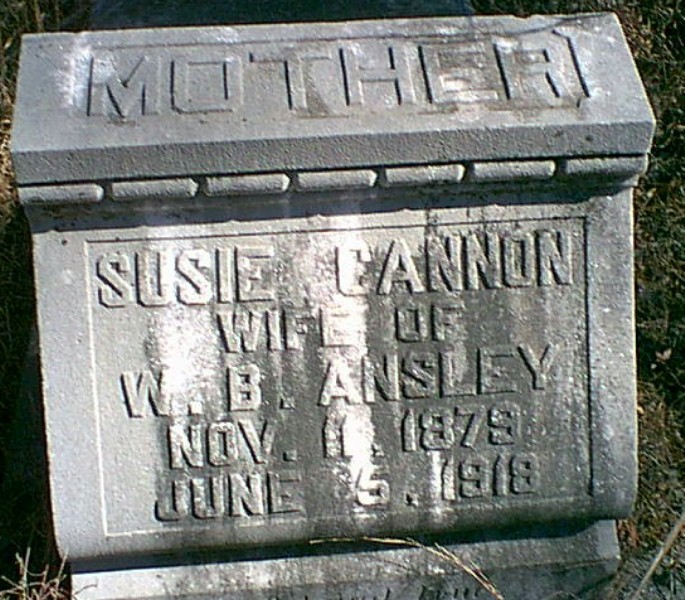 MOTHER
SUSIE CANNON
WIFE OF
W. B. ANSLEY
NOV. 11. 1879
JUNE 5, 1918